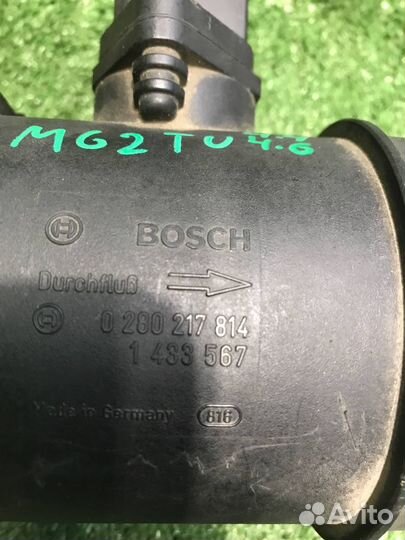 M62TU 4.6
BOSCH
Durchfluß
0 280 217 814
1 433 567
Made in Germany 816
Avito